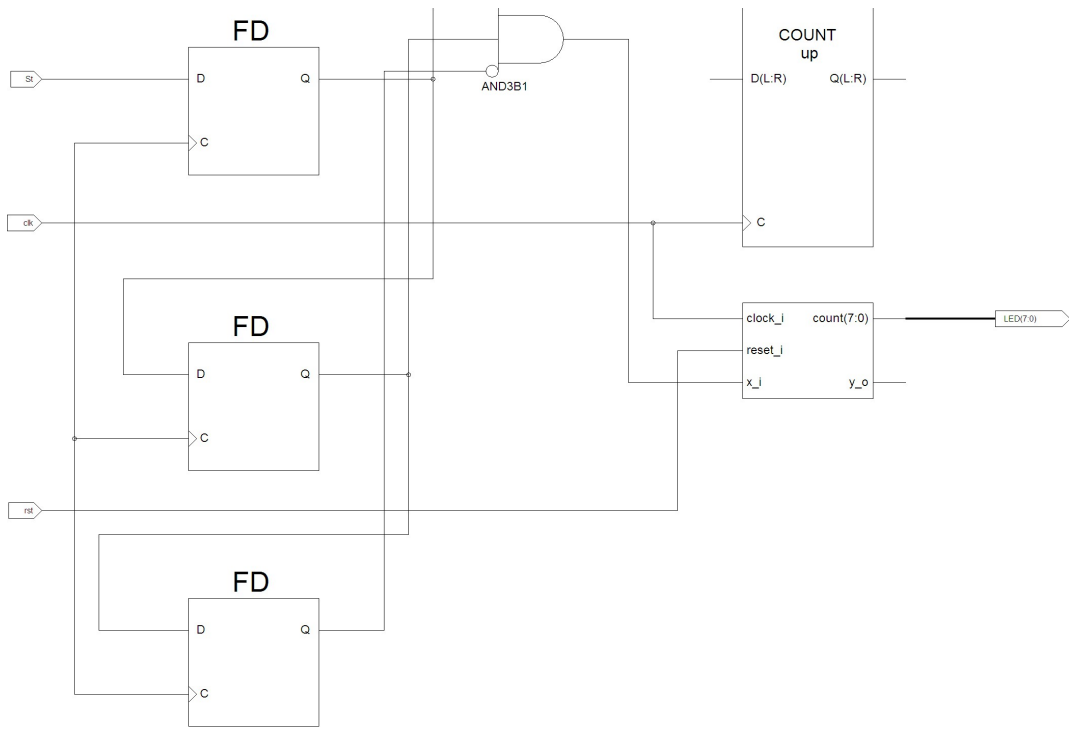 FD
COUNT
up
St
D
Q
AND3B1
D(L:R)
Q(L:R)
C
clk
C
FD
clock_i
count(7:0)
LED(7:0)
reset_i
D
Q
x_i
y_o
C
rst
FD
D
Q
C